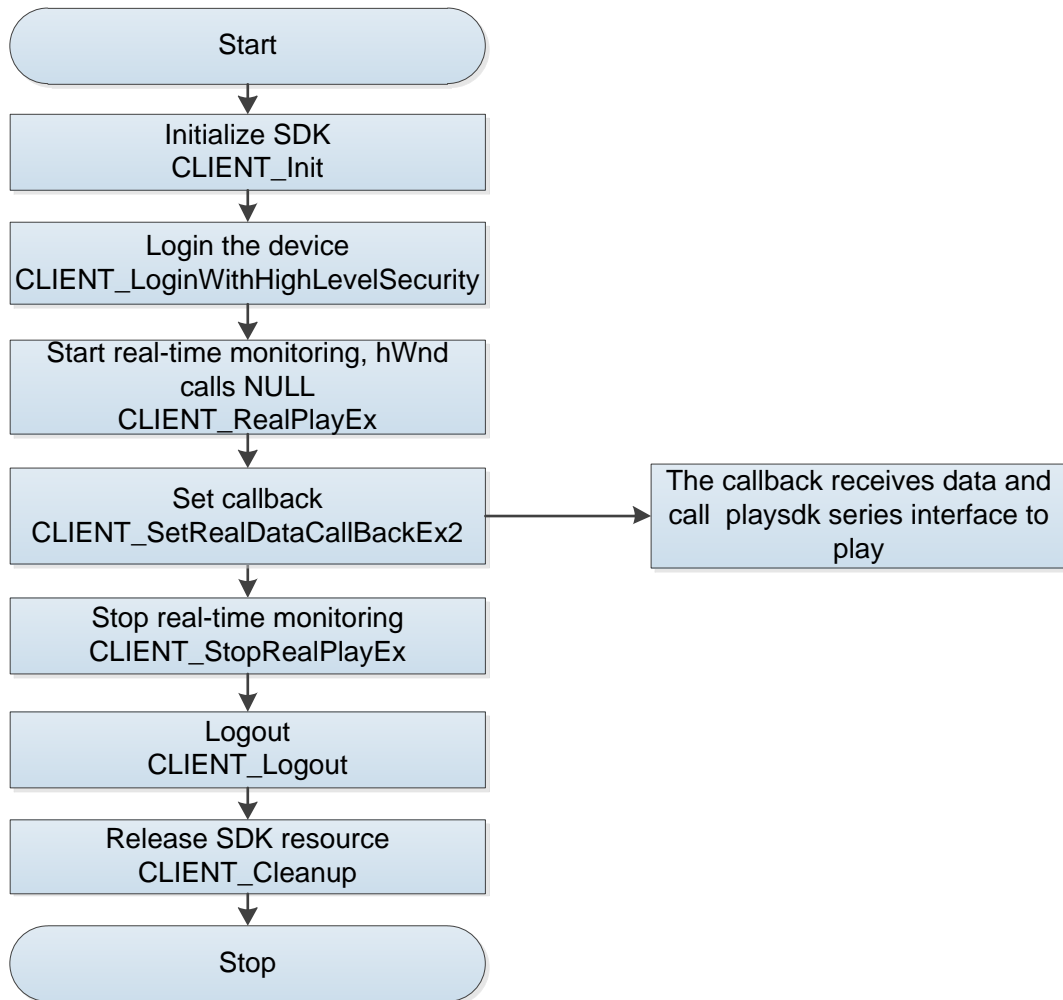 Start
Initialize SDK
CLIENT_Init
Login the device
CLIENT_LoginWithHighLevelSecurity
Start real-time monitoring, hWnd
calls NULL
CLIENT_RealPlayEx
Set callback
CLIENT_SetRealDataCallBackEx2
The callback receives data and
call playsdk series interface to
play
Stop real-time monitoring
CLIENT_StopRealPlayEx
Logout
CLIENT_Logout
Release SDK resource
CLIENT_Cleanup
Stop